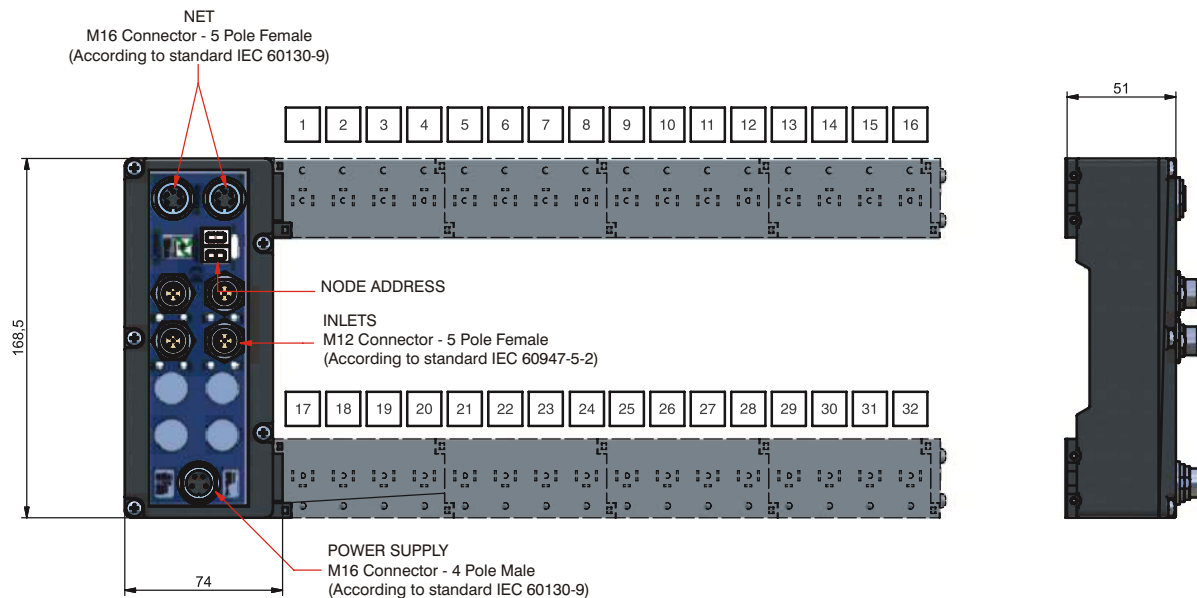 NET
M16 Connector - 5 Pole Female
(According to standard IEC 60130-9)
51
1 2 3 4 5 6 7 8 9 10 11 12 13 14 15 16
168,5
NODE ADDRESS
INLETS
M12 Connector - 5 Pole Female
(According to standard IEC 60947-5-2)
17 18 19 20 21 22 23 24 25 26 27 28 29 30 31 32
POWER SUPPLY
M16 Connector - 4 Pole Male
(According to standard IEC 60130-9)
74